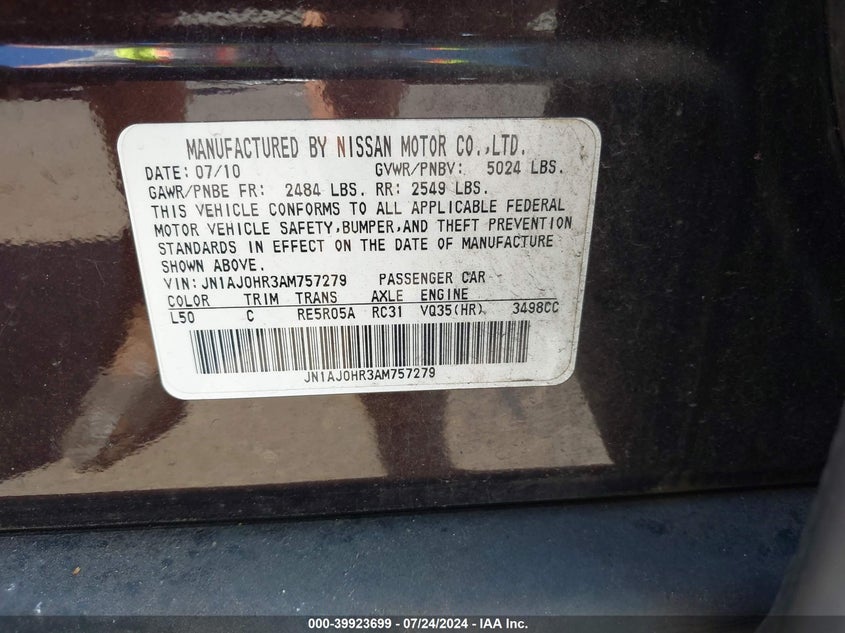 MANUFACTURED BY NISSAN MOTOR CO.,LTD.
DATE: 07/10 GVWR/PNBV: 5024 LBS.
GAWR/PNBE FR: 2484 LBS. RR: 2549 LBS.
THIS VEHICLE CONFORMS TO ALL APPLICABLE FEDERAL
MOTOR VEHICLE SAFETY,BUMPER,AND THEFT PREVENTION
STANDARDS IN EFFECT ON THE DATE OF MANUFACTURE
SHOWN ABOVE.
VIN: JN1AJ0HR3AM757279 PASSENGER CAR
COLOR TRIM TRANS AXLE ENGINE
L50 C RE5R05A RC31 VQ35(HR) 3498CC
JN1AJ0HR3AM757279
000-39923699 / 07/24/2024 - IAA Inc.